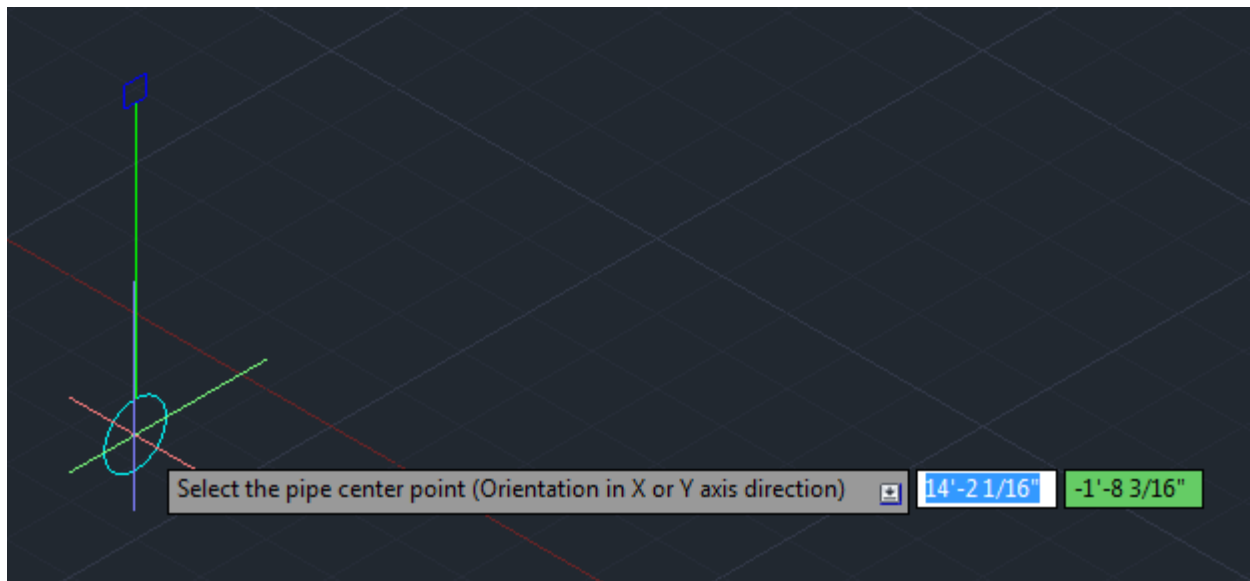 Select the pipe center point (Orientation in X or Y axis direction) 14'-2 1/16" -1'-8 3/16"